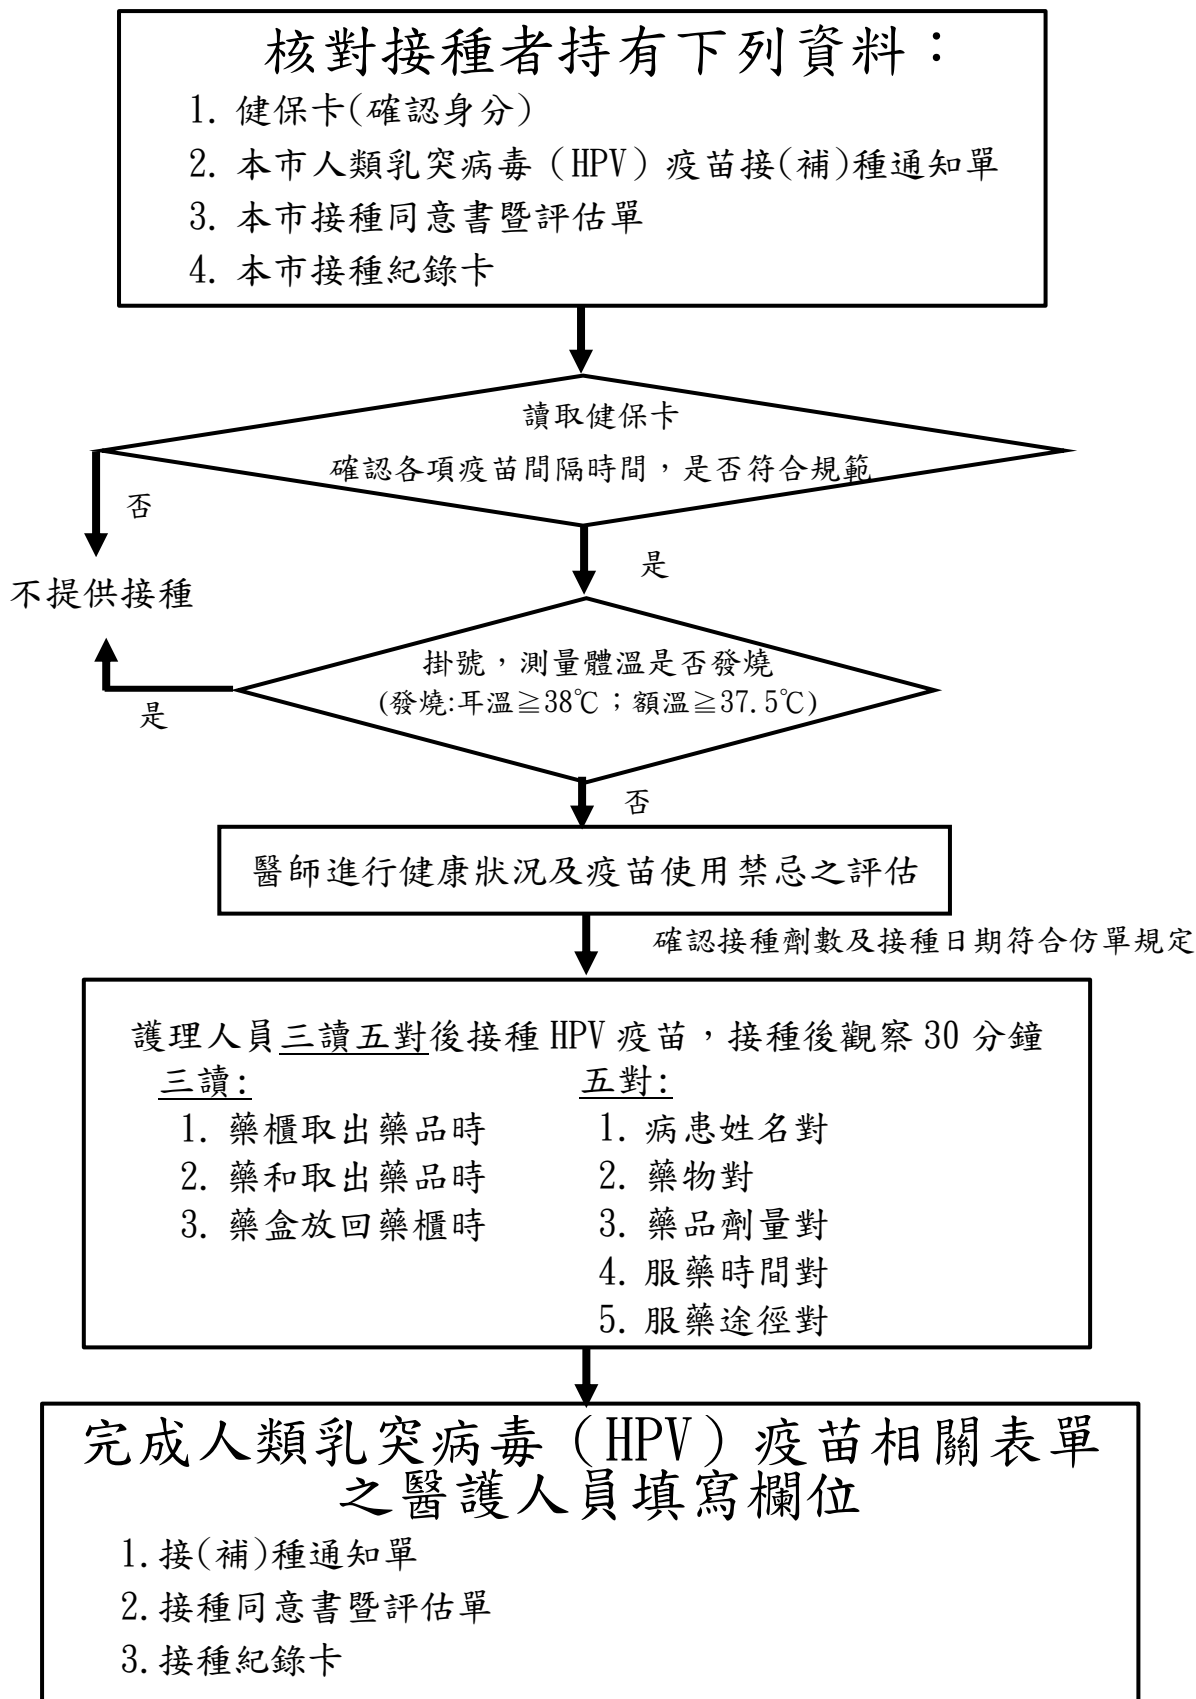 核對接種者持有下列資料：
1. 健保卡(確認身分)
2. 本市人類乳突病毒（HPV）疫苗接(補)種通知單
3. 本市接種同意書暨評估單
4. 本市接種紀錄卡
讀取健保卡
確認各項疫苗間隔時間，是否符合規範
否
是
不提供接種
掛號，測量體溫是否發燒
(發燒:耳溫≧38℃；額溫≧37.5℃)
是
否
醫師進行健康狀況及疫苗使用禁忌之評估
確認接種劑數及接種日期符合仿單規定
護理人員三讀五對後接種 HPV 疫苗，接種後觀察 30 分鐘
三讀:
1. 藥櫃取出藥品時
2. 藥和取出藥品時
3. 藥盒放回藥櫃時
五對:
1. 病患姓名對
2. 藥物對
3. 藥品劑量對
4. 服藥時間對
5. 服藥途徑對
完成人類乳突病毒（HPV）疫苗相關表單
之醫護人員填寫欄位
1.接(補)種通知單
2.接種同意書暨評估單
3.接種紀錄卡